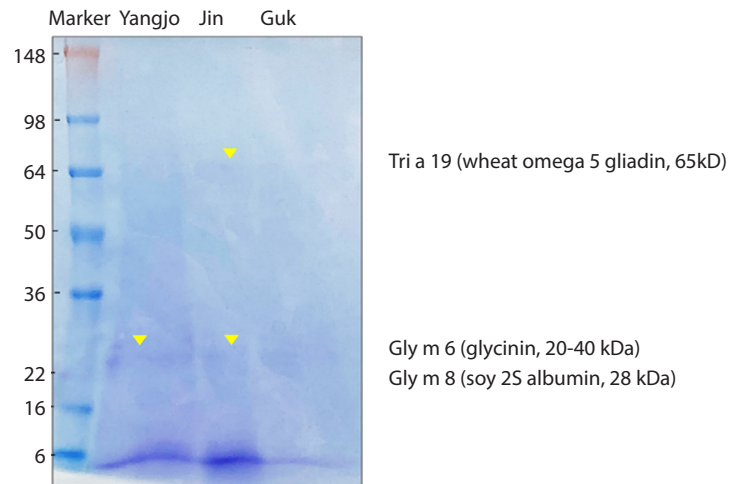 Marker Yangjo Jin Guk
148
98
64
Tri a 19 (wheat omega 5 gliadin, 65kD)
50
36
Gly m 6 (glycinin, 20-40 kDa)
22
Gly m 8 (soy 2S albumin, 28 kDa)
16
6